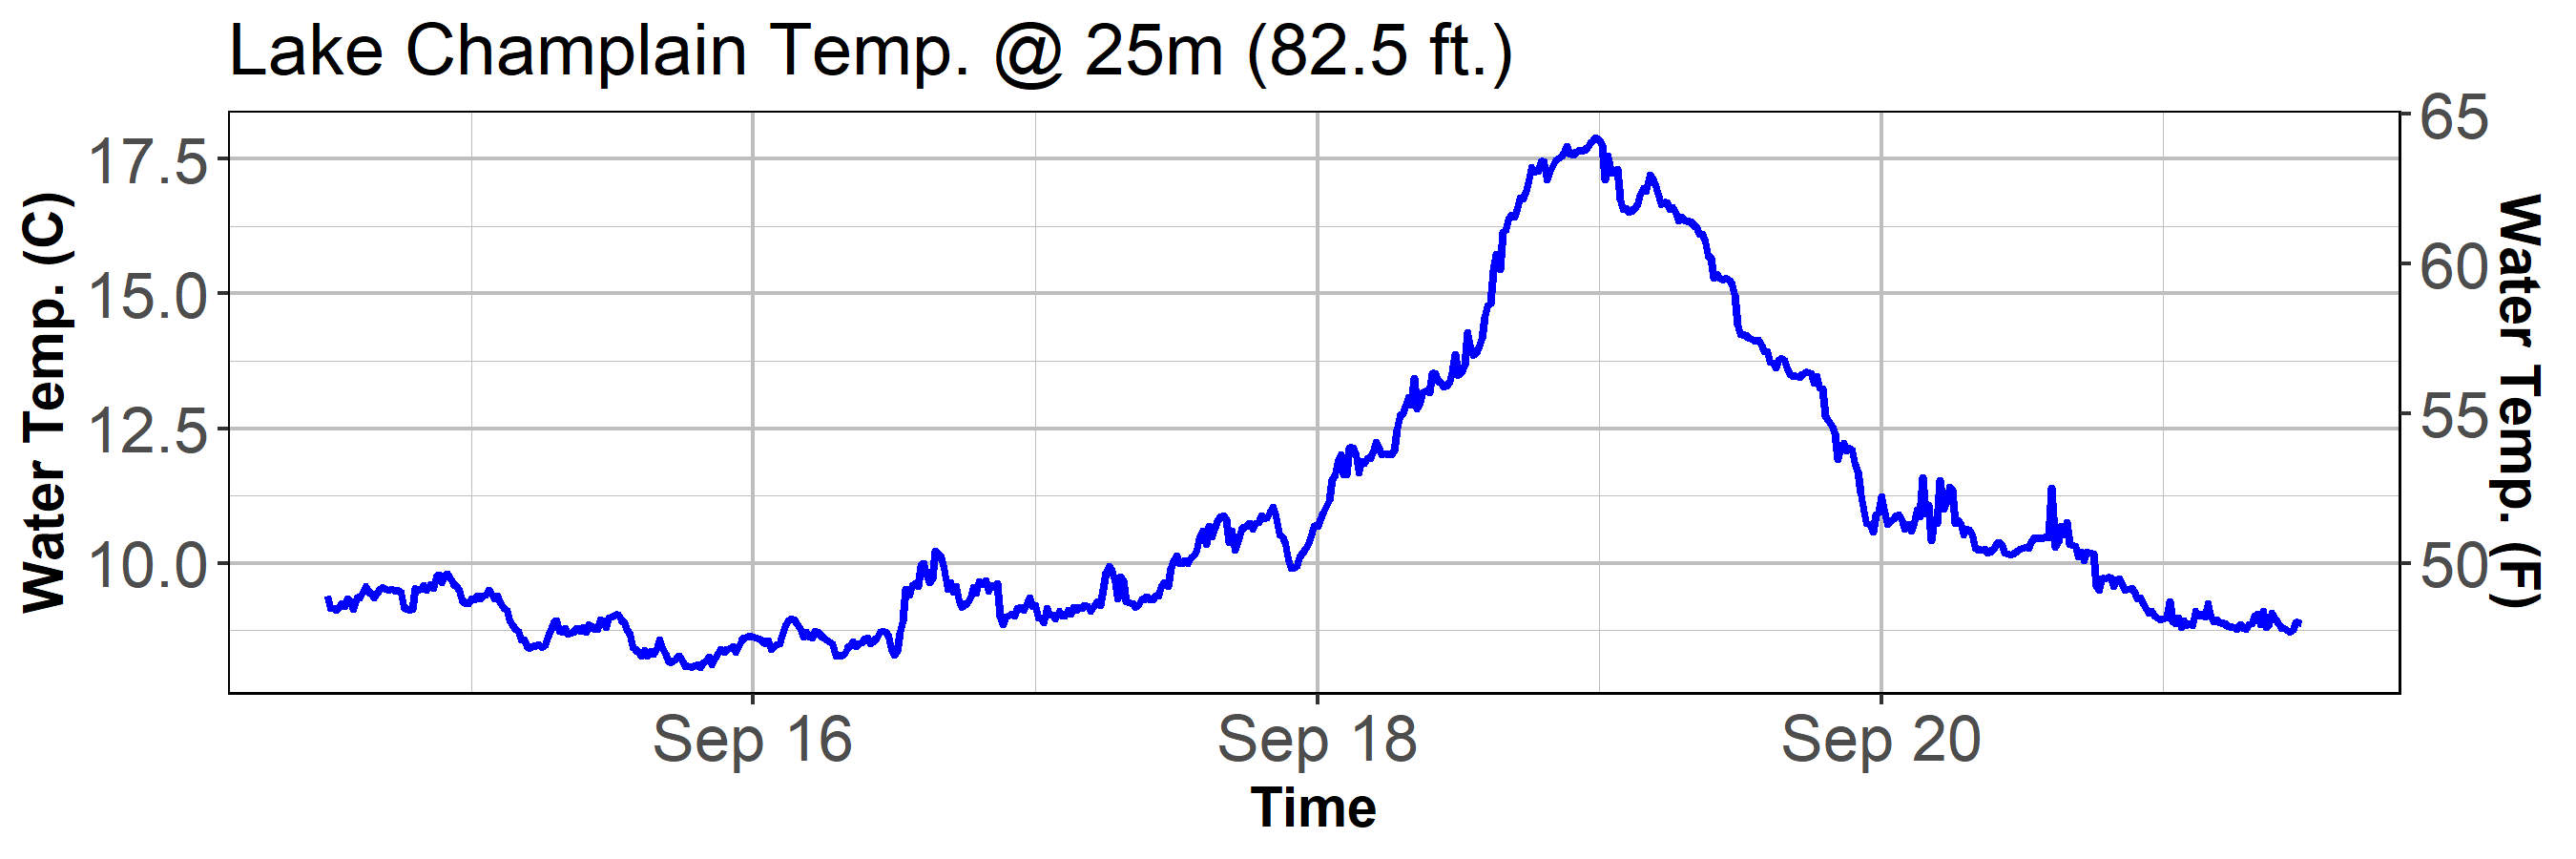 Lake Champlain Temp. @ 25m (82.5 ft.)
Water Temp. (C)
17.5
15.0
12.5
10.0
65
60
55
50
Water Temp. (F)
Sep 16
Sep 18
Sep 20
Time